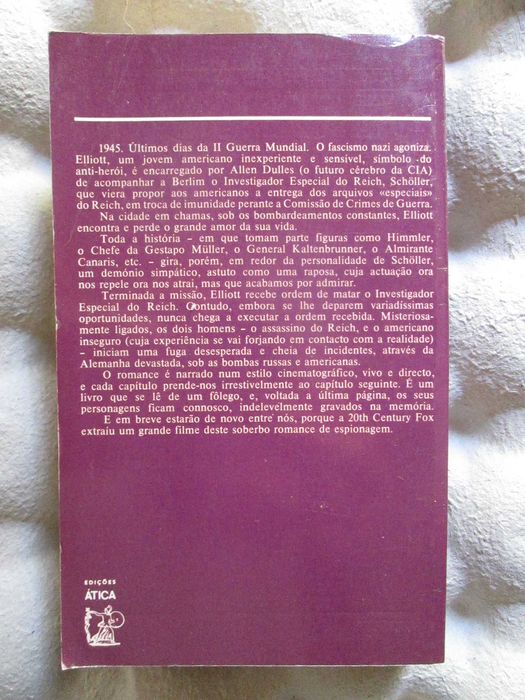 1945. Últimos dias da II Guerra Mundial. O fascismo nazi agoniza.
Elliott, um jovem americano inexperiente e sensível, símbolo do
anti-herói, é encarregado por Allen Dulles (o futuro cérebro da CIA)
de acompanhar a Berlim o Investigador Especial do Reich, Schöller,
que viera propor aos americanos a entrega dos arquivos «especiais»
do Reich, em troca de imunidade perante a Comissão de Crimes de Guerra.
Na cidade em chamas, sob os bombardeamentos constantes, Elliott
encontra e perde o grande amor da sua vida.
Toda a história - em que tomam parte figuras como Himmler,
o Chefe da Gestapo Müller, o General Kaltenbrunner, o Almirante
Canaris, etc. - gira, porém, em redor da personalidade de Schöller,
um demónio simpático, astuto como uma raposa, cuja actuação ora
nos repele ora nos atrai, mas que acabamos por admirar.
Terminada a missão, Elliott recebe ordem de matar o Investigador
Especial do Reich. Contudo, embora se lhe deparem variadíssimas
oportunidades, nunca chega a executar a ordem recebida. Misteriosa-
mente ligados, os dois homens - o assassino do Reich, e o americano
inseguro (cuja experiência se vai forjando em contacto com a realidade)
- iniciam uma fuga desesperada e cheia de incidentes, através da
Alemanha devastada, sob as bombas russas e americanas.
O romance é narrado num estilo cinematográfico, vivo e directo,
e cada capítulo prende-nos irrestivelmente ao capítulo seguinte. É um
livro que se lê de um fôlego, e, voltada a última página, os seus
personagens ficam connosco, indelevelmente gravados na memória.
E em breve estarão de novo entre nós, porque a 20th Century Fox
extraiu um grande filme deste soberbo romance de espionagem.
EDIÇÕES
ÁTICA